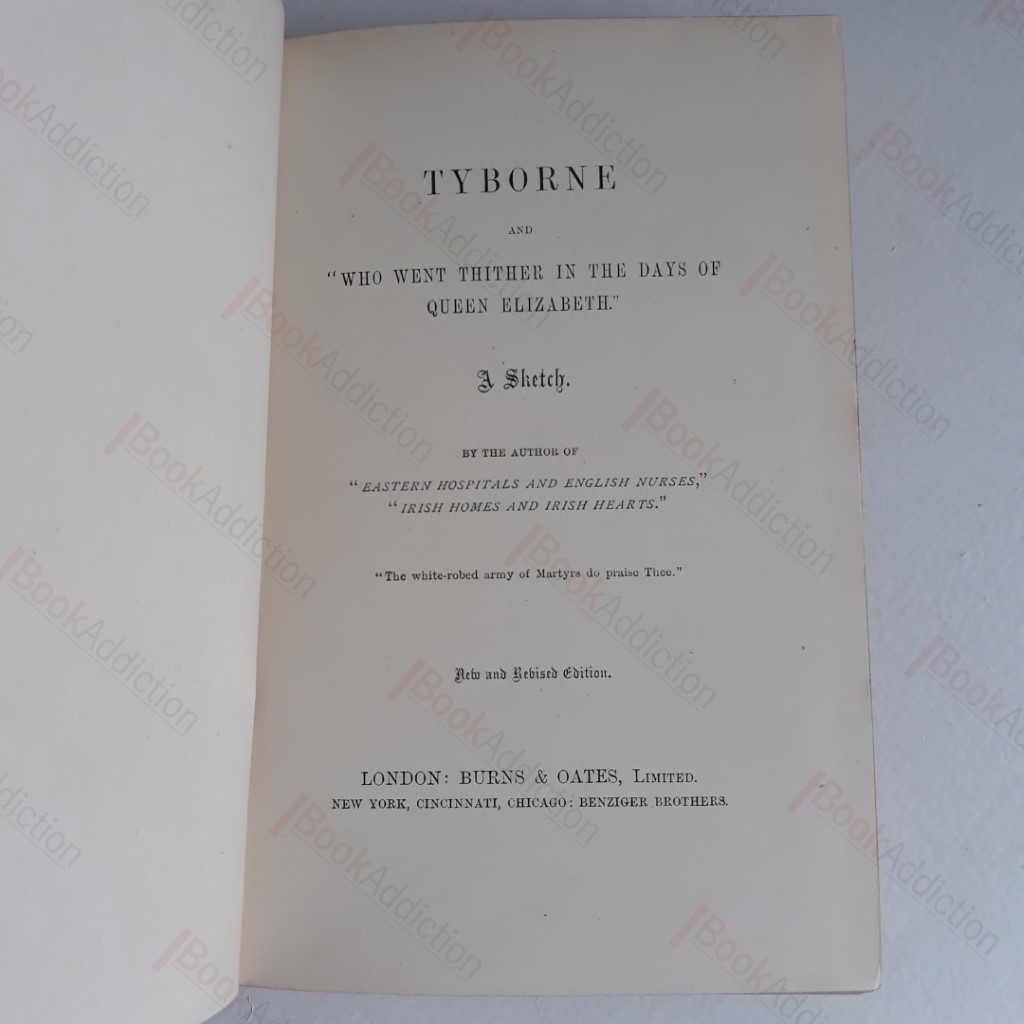 TYBORNE
AND
"WHO WENT THITHER IN THE DAYS OF
QUEEN ELIZABETH."
A Sketch.
BY THE AUTHOR OF
"EASTERN HOSPITALS AND ENGLISH NURSES,"
"IRISH HOMES AND IRISH HEARTS."
"The white-robed army of Martyrs do praise Thee."
New and Revised Edition.
LONDON: BURNS & OATES, LIMITED.
NEW YORK, CINCINNATI, CHICAGO: BENZIGER BROTHERS.
BookAddiction